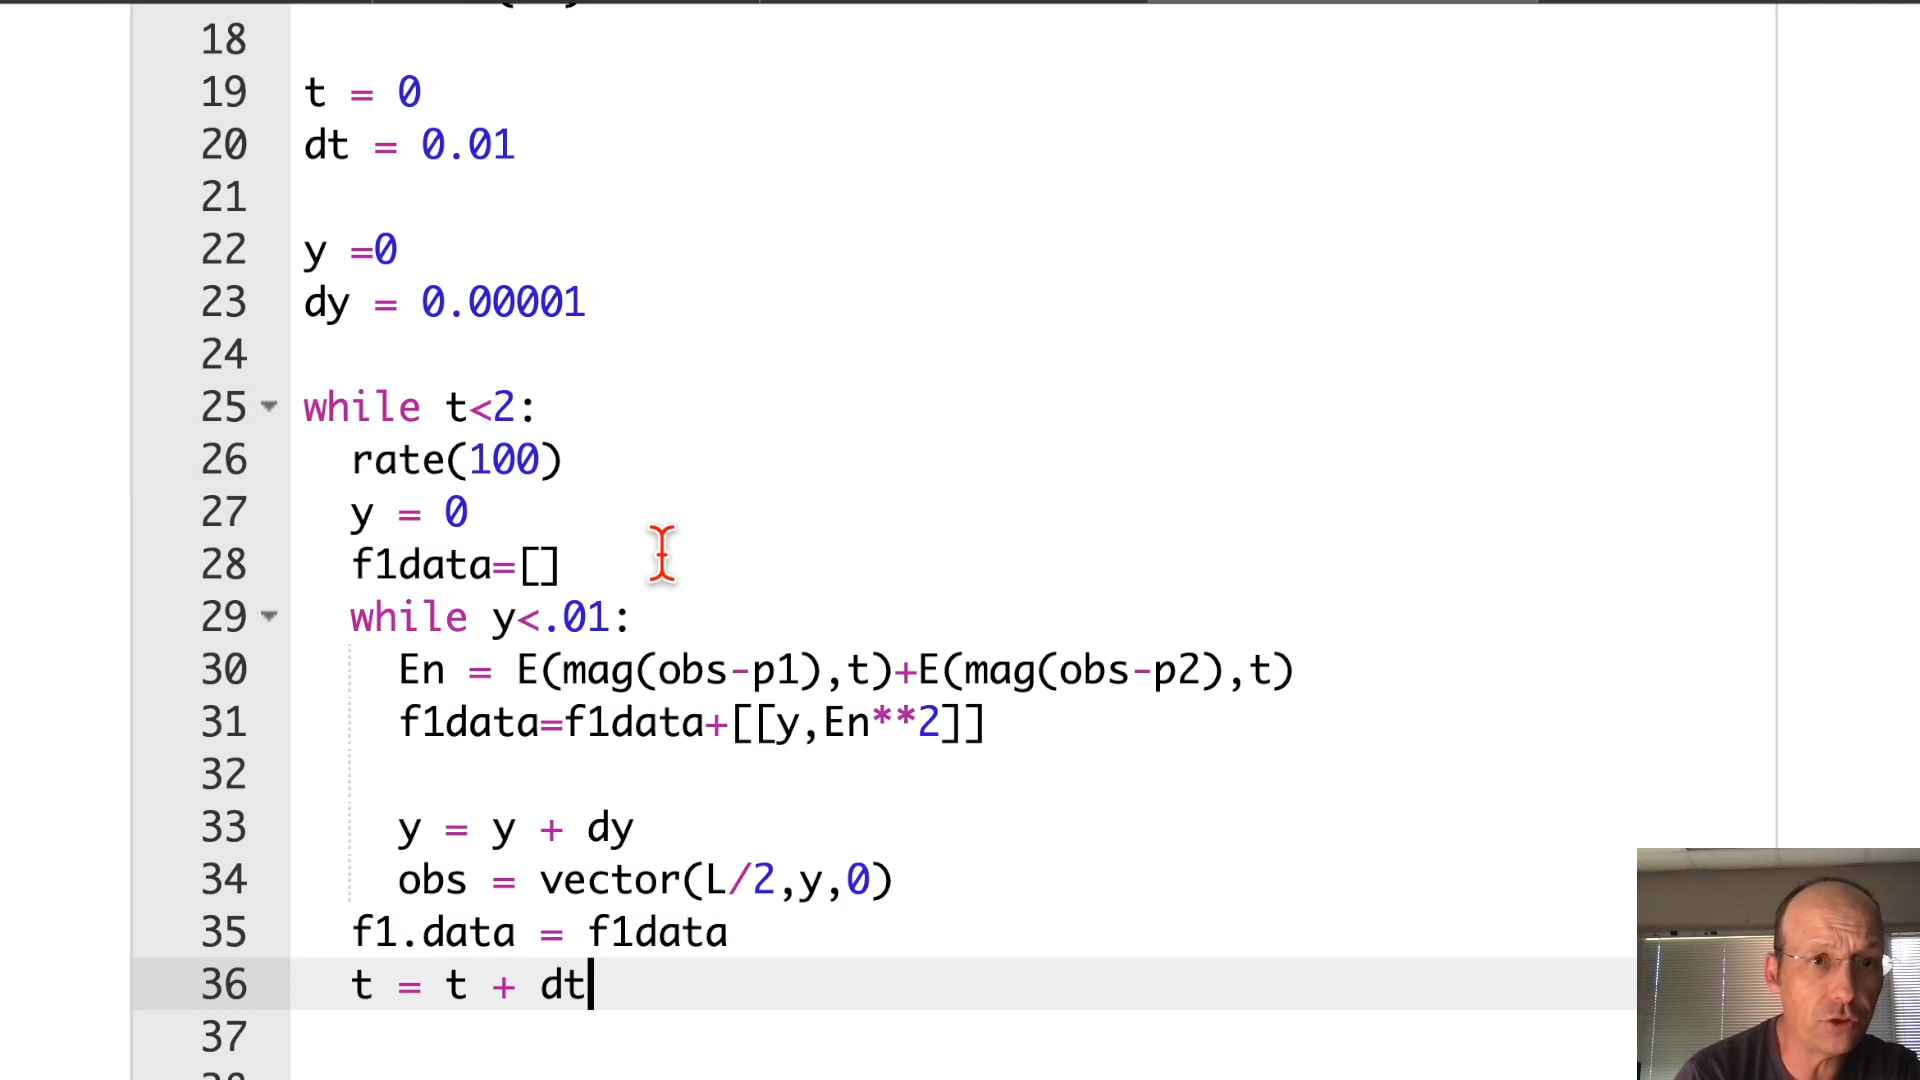 18
19 t = 0
20 dt = 0.01
21
22 y =0
23 dy = 0.00001
24
25 while t<2:
26 rate(100)
27 y = 0
28 f1data=[]
29 while y<.01:
30 En = E(mag(obs-p1),t)+E(mag(obs-p2),t)
31 f1data=f1data+[[y,En**2]]
32
33 y = y + dy
34 obs = vector(L/2,y,0)
35 f1.data = f1data
36 t = t + dt
37